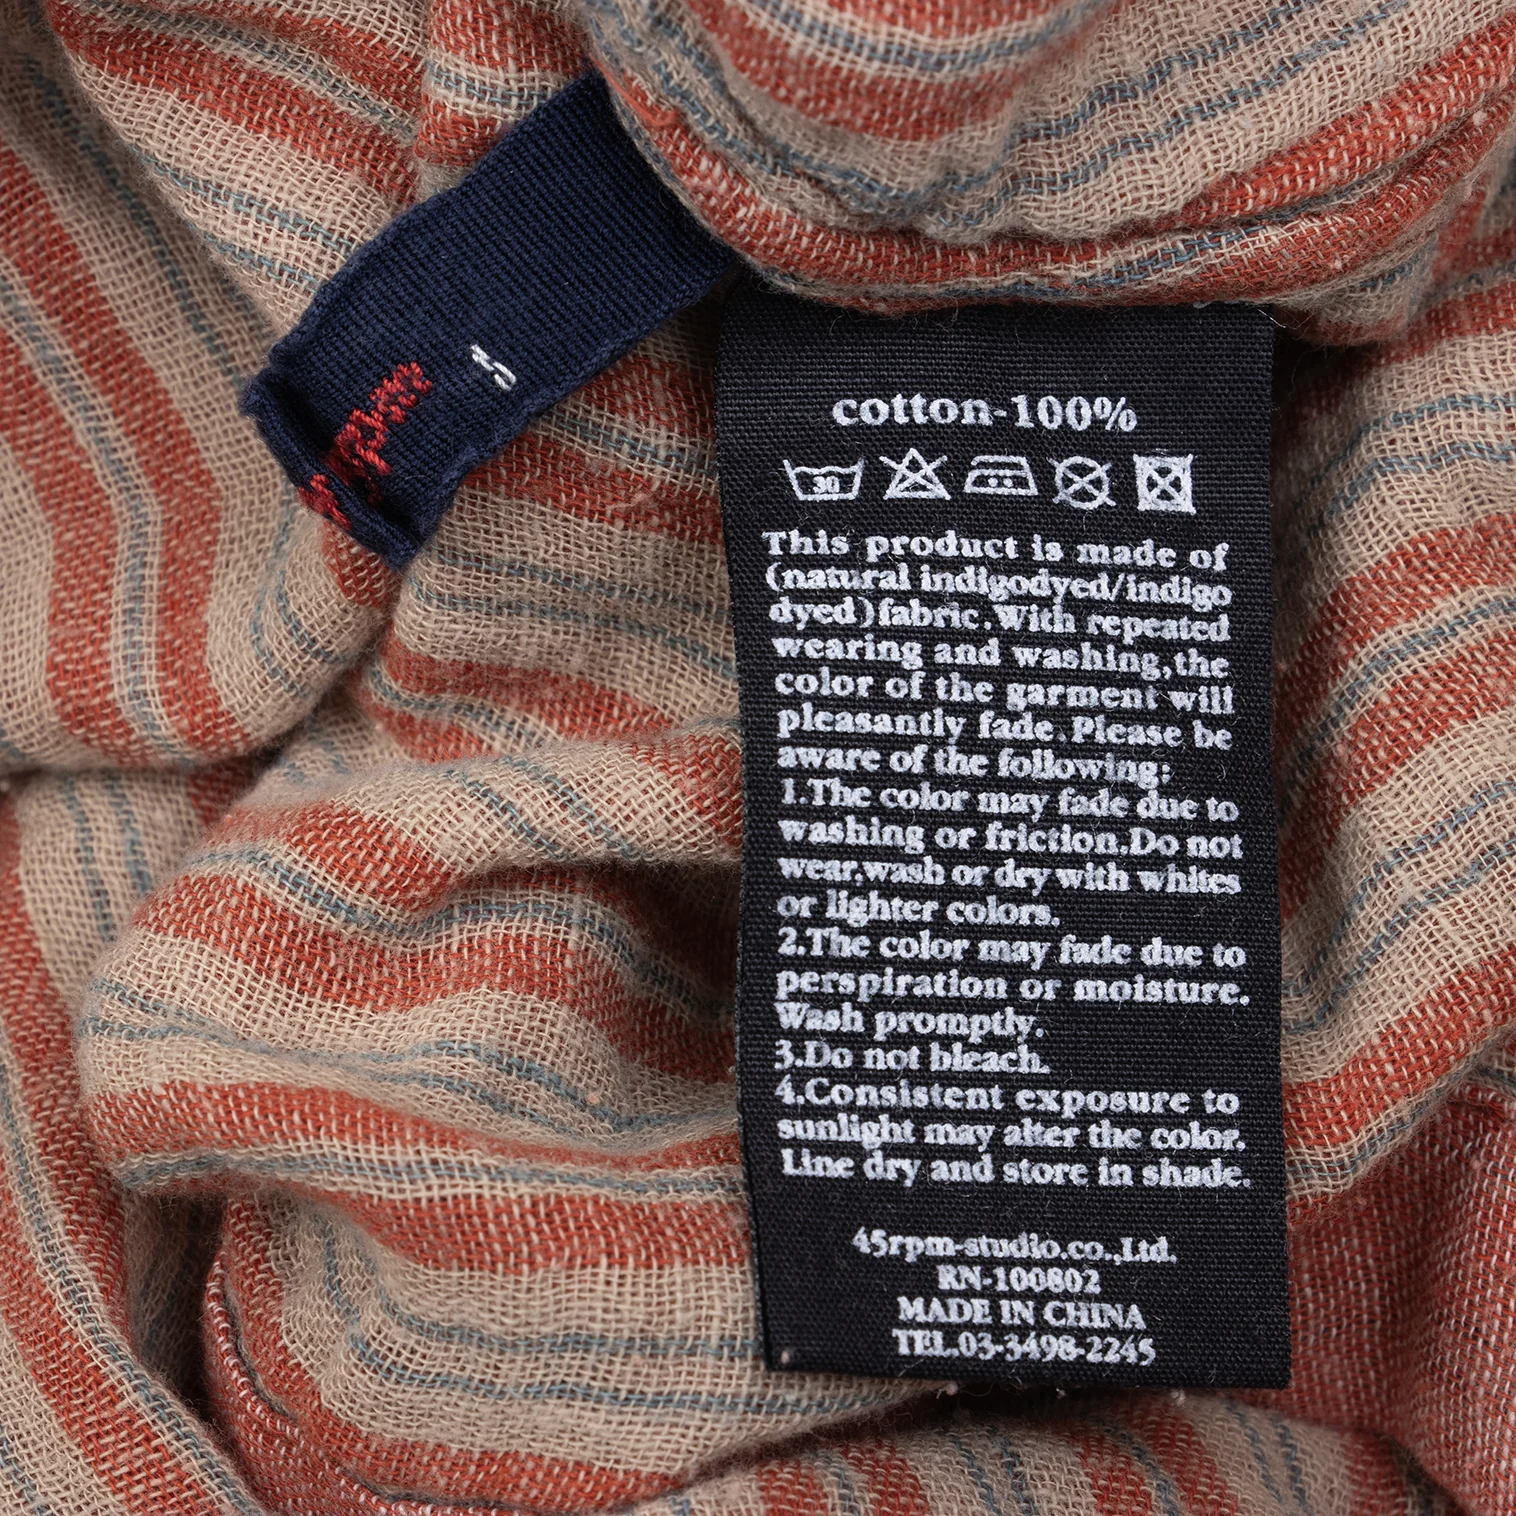 cotton-100%
30
This product is made of
(natural indigodyed/indigo
dyed)fabric.With repeated
wearing and washing,the
color of the garment will
pleasantly fade.Please be
aware of the following:
1.The color may fade due to
washing or friction.Do not
wear.wash or dry with whites
or lighter colors.
2.The color may fade due to
perspiration or moisture.
Wash promptly.
3.Do not bleach.
4.Consistent exposure to
sunlight may alter the color.
Line dry and store in shade.
45rpm-studio.co.,Ltd.
RN-100802
MADE IN CHINA
TEL.03-3498-2245